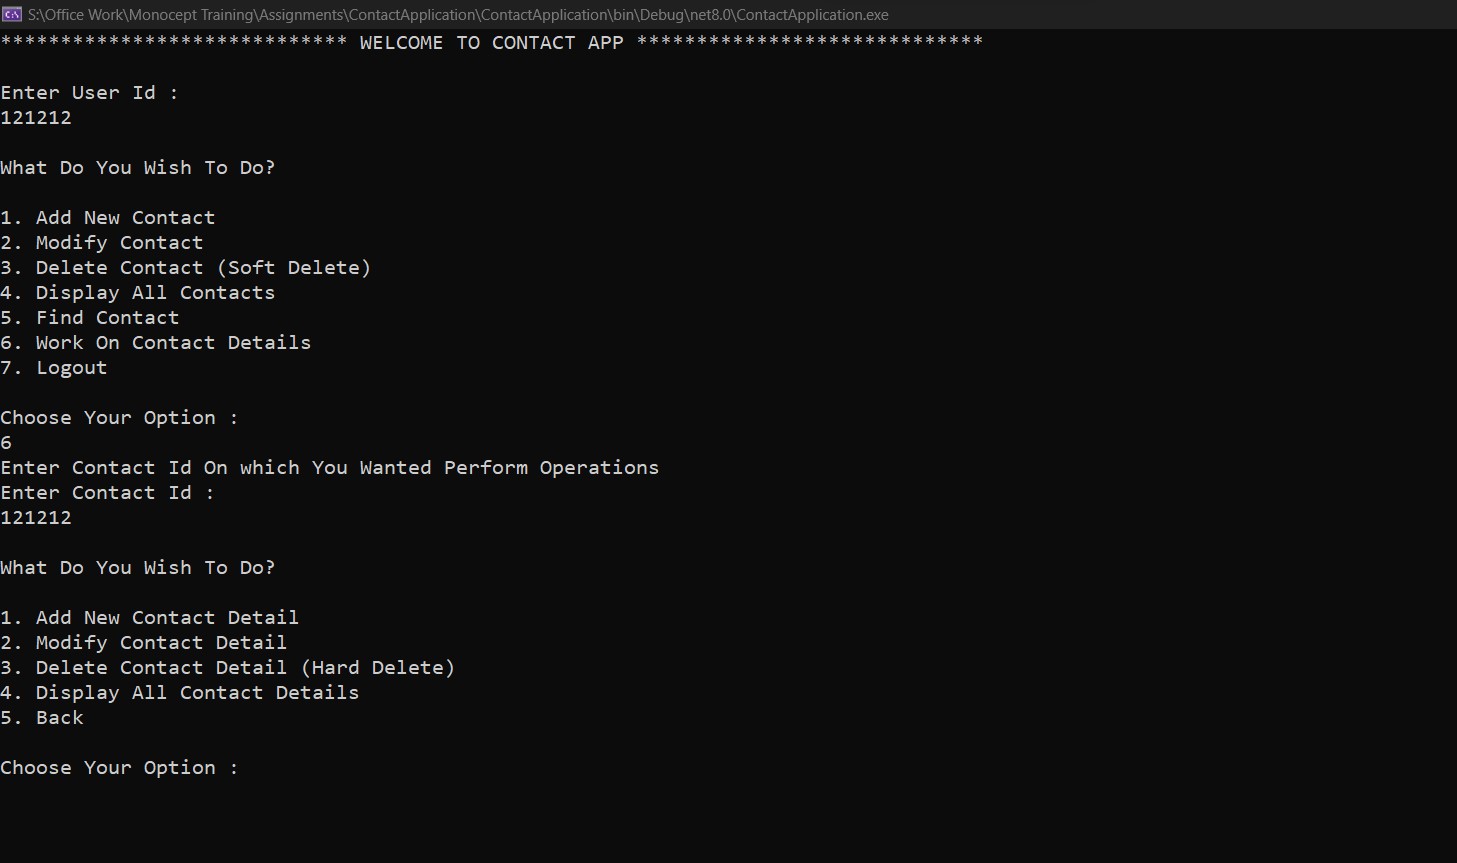 S:\Office Work\Monocept Training\Assignments\ContactApplication\ContactApplication\bin\Debug\net8.0\ContactApplication.exe
***************************** WELCOME TO CONTACT APP *****************************
Enter User Id :
121212
What Do You Wish To Do?
1. Add New Contact
2. Modify Contact
3. Delete Contact (Soft Delete)
4. Display All Contacts
5. Find Contact
6. Work On Contact Details
7. Logout
Choose Your Option :
6
Enter Contact Id On which You Wanted Perform Operations
Enter Contact Id :
121212
What Do You Wish To Do?
1. Add New Contact Detail
2. Modify Contact Detail
3. Delete Contact Detail (Hard Delete)
4. Display All Contact Details
5. Back
Choose Your Option :